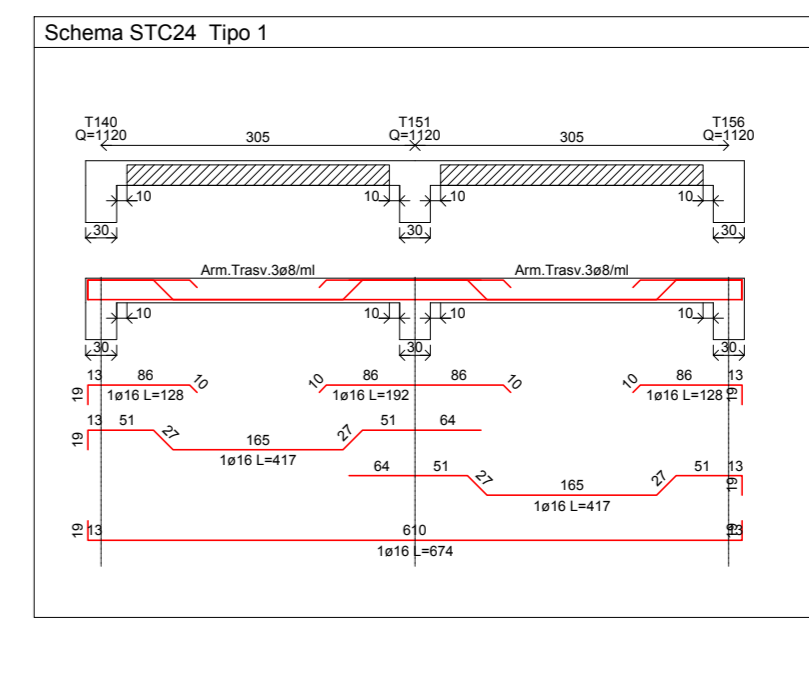 Schema STC24 Tipo 1
T140 T151 T156
Q=1120 305 Q=1120 305 Q=1120
10 10 10 10
30 30 30
Arm.Trasv.3ø8/ml Arm.Trasv.3ø8/ml
10 10 10 10
30 30 30
13 86 10 10 86 86 10 10 86 13
19 1ø16 L=128 1ø16 L=192 1ø16 L=128 19
13 51 27 165 27 51 64
19 1ø16 L=417
64 51 27 165 27 51 13
1ø16 L=417 19
19 13 610 19 13
1ø16 L=674